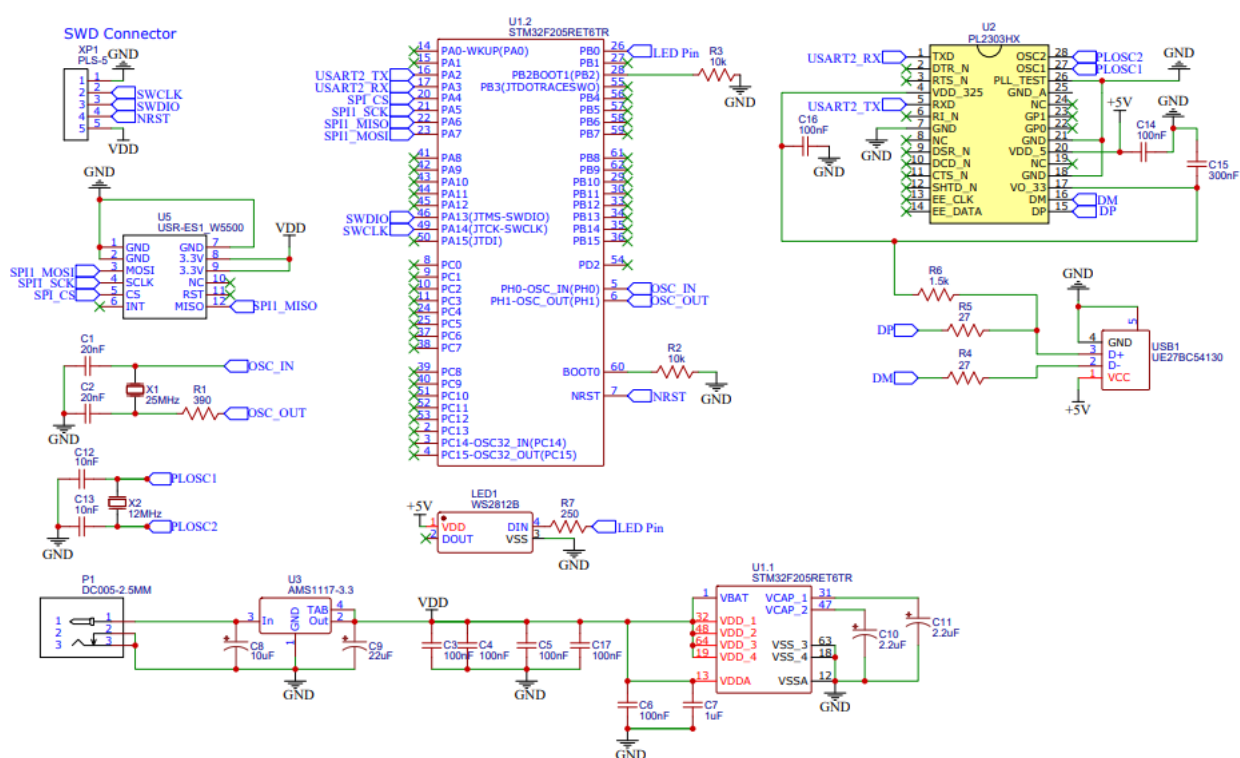 SWD Connector
XP1
PLS-5
GND
1 1
2 2 SWCLK
3 3 SWDIO
4 4 NRST
5 5
VDD
GND
U5
USR-ES1_W5500
VDD
1 GND GND 7
2 GND 3.3V 8
SPI1_MOSI 3 MOSI 3.3V 9
SPI1_SCK 4 SCLK NC 10
SPI_CS 5 CS RST 11
6 INT MISO 12 SPI1_MISO
C1
20nF
OSC_IN
C2
20nF
X1
25MHz
R1
390
OSC_OUT
GND
C12
10nF
PLOSC1
C13
10nF
X2
12MHz
PLOSC2
GND
U1.2
STM32F205RET6TR
14 PA0-WKUP(PA0) PB0 26 LED Pin
15 PA1 PB1 27
USART2_TX 16 PA2 PB2BOOT1(PB2) 28
USART2_RX 17 PA3 PB3(JTDOTRACESWO) 55
SPI_CS 20 PA4 PB4 56
SPI1_SCK 21 PA5 PB5 57
SPI1_MISO 22 PA6 PB6 58
SPI1_MOSI 23 PA7 PB7 59
41 PA8 PB8 61
42 PA9 PB9 62
43 PA10 PB10 29
44 PA11 PB11 30
45 PA12 PB12 33
SWDIO 46 PA13(JTMS-SWDIO) PB13 34
SWCLK 49 PA14(JTCK-SWCLK) PB14 35
50 PA15(JTDI) PB15 36
8 PC0 PD2 54
9 PC1
10 PC2 PH0-OSC_IN(PH0) 5 OSC_IN
11 PC3 PH1-OSC_OUT(PH1) 6 OSC_OUT
24 PC4
25 PC5
37 PC6
38 PC7
39 PC8 BOOT0 60
40 PC9
51 PC10 NRST 7 NRST
52 PC11
53 PC12
2 PC13
3 PC14-OSC32_IN(PC14)
4 PC15-OSC32_OUT(PC15)
R3
10k
GND
R2
10k
GND
U2
PL2303HX
USART2_RX 1 TXD OSC2 28 PLOSC2
2 DTR_N OSC1 27 PLOSC1
3 RTS_N PLL_TEST 26
4 VDD_325 GND_A 25
USART2_TX 5 RXD NC 24
6 RI_N GP1 23
7 GND GP0 22
8 NC GND 21
9 DSR_N VDD_5 20
10 DCD_N NC 19
11 CTS_N GND 18
12 SHTD_N VO_33 17
13 EE_CLK DM 16 DM
14 EE_DATA DP 15 DP
GND
C16
100nF
GND
GND
+5V
C14
100nF
GND
C15
300nF
R6
1.5k
DP
R5
27
DM
R4
27
GND
5
4 GND
3 D+
2 D-
1 VCC
USB1
UE27BC54130
+5V
LED1
WS2812B
+5V
1 VDD DIN 4
2 DOUT VSS 3
R7
250
LED Pin
GND
P1
DC005-2.5MM
1 1
2 2
3 3
U3
AMS1117-3.3
3 In GND TAB 4
Out 2
1
C8
10uF
C9
22uF
GND
VDD
C3
100nF
C4
100nF
C5
100nF
C17
100nF
GND
C6
100nF
C7
1uF
GND
U1.1
STM32F205RET6TR
1 VBAT VCAP_1 31
32 VDD_1 VCAP_2 47
48 VDD_2
64 VDD_3 VSS_3 63
19 VDD_4 VSS_4 18
13 VDDA VSSA 12
C10
2.2uF
C11
2.2uF
GND